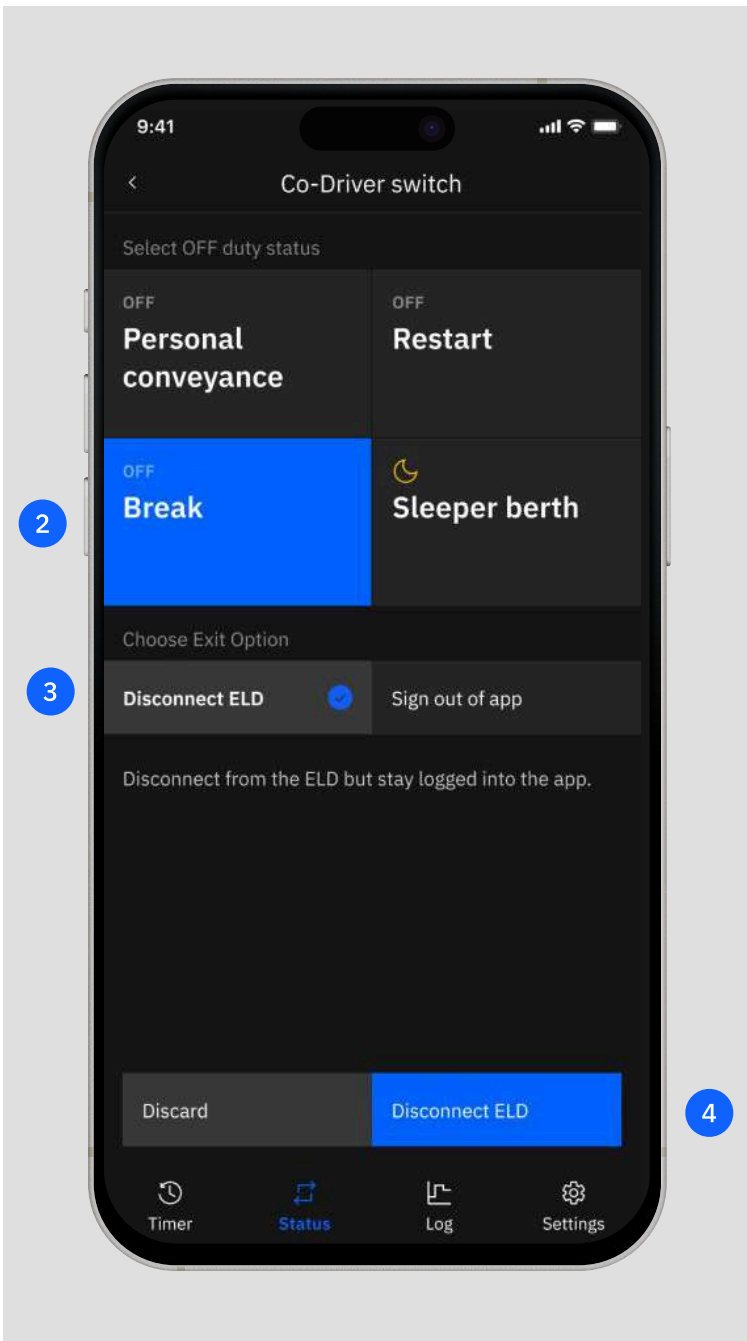 9:41
Co-Driver switch
Select OFF duty status
OFF
Personal
conveyance
OFF
Restart
OFF
Break
Sleeper berth
2
Choose Exit Option
3
Disconnect ELD
Sign out of app
Disconnect from the ELD but stay logged into the app.
Discard
Disconnect ELD
4
Timer
Status
Log
Settings